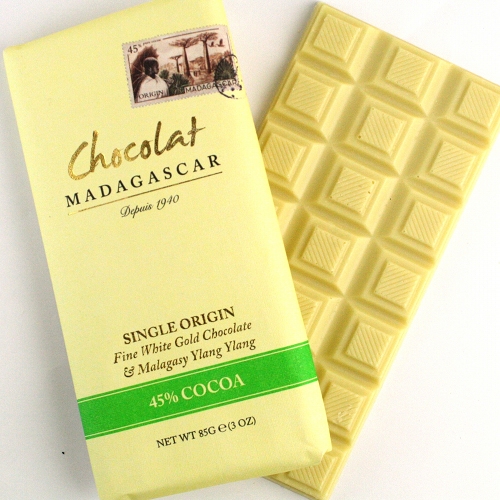 45%
ORIGIN
MADAGASCAR
Chocolat
MADAGASCAR
Depuis 1940
SINGLE ORIGIN
Fine White Gold Chocolate
& Malagasy Ylang Ylang
45% COCOA
NET WT 85G ℮ (3 OZ)